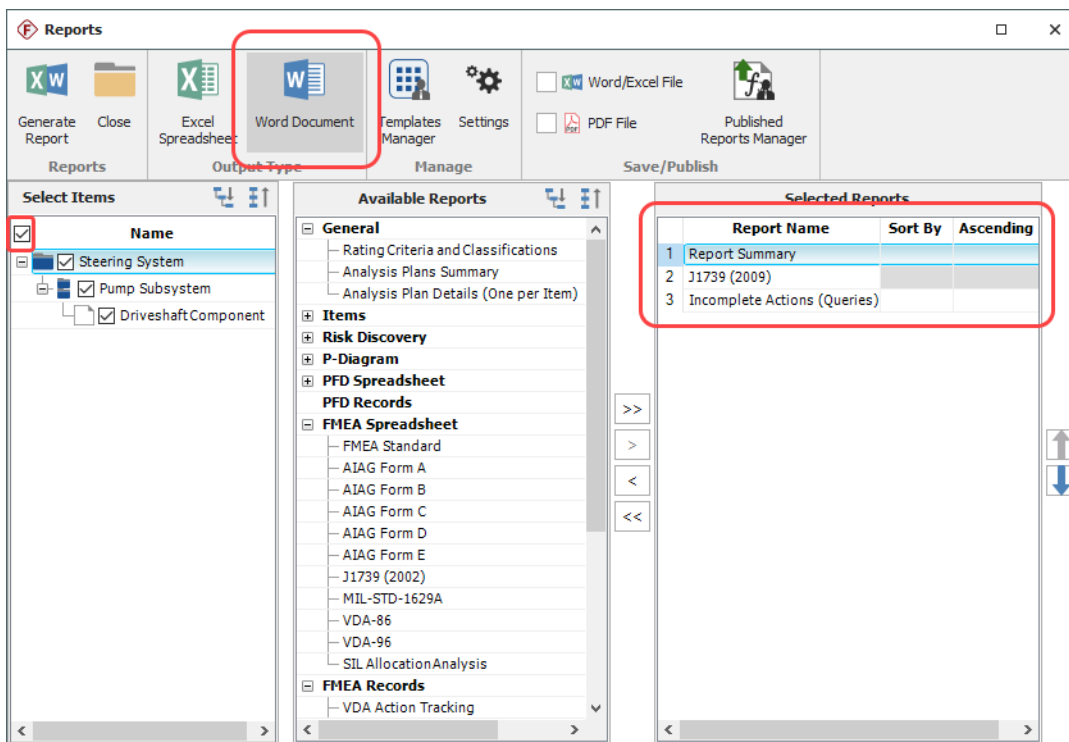 Reports
Generate Report
Close
Excel Spreadsheet
Word Document
Templates Manager
Settings
Word/Excel File
PDF File
Published Reports Manager
Reports
Output Type
Manage
Save/Publish
Select Items
Name
Steering System
Pump Subsystem
Driveshaft Component
Available Reports
General
Rating Criteria and Classifications
Analysis Plans Summary
Analysis Plan Details (One per Item)
Items
Risk Discovery
P-Diagram
PFD Spreadsheet
PFD Records
FMEA Spreadsheet
FMEA Standard
AIAG Form A
AIAG Form B
AIAG Form C
AIAG Form D
AIAG Form E
J1739 (2002)
MIL-STD-1629A
VDA-86
VDA-96
SIL Allocation Analysis
FMEA Records
VDA Action Tracking
>>
>
<
<<
Selected Reports
Report Name Sort By Ascending
1 Report Summary
2 J1739 (2009)
3 Incomplete Actions (Queries)